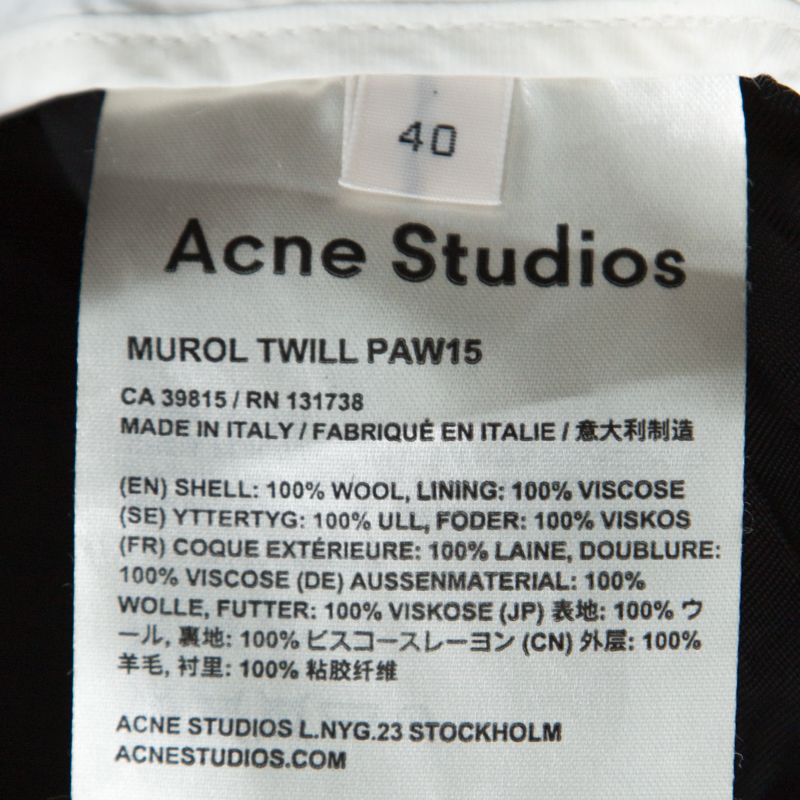 40
Acne Studios
MUROL TWILL PAW15
CA 39815 / RN 131738
MADE IN ITALY / FABRIQUÉ EN ITALIE / 意大利制造
(EN) SHELL: 100% WOOL, LINING: 100% VISCOSE
(SE) YTTERTYG: 100% ULL, FODER: 100% VISKOS
(FR) COQUE EXTÉRIEURE: 100% LAINE, DOUBLURE:
100% VISCOSE (DE) AUSSENMATERIAL: 100%
WOLLE, FUTTER: 100% VISKOSE (JP) 表地: 100% ウ
ール, 裏地: 100% ビスコースレーヨン (CN) 外层: 100%
羊毛, 衬里: 100% 粘胶纤维
ACNE STUDIOS L.NYG.23 STOCKHOLM
ACNESTUDIOS.COM